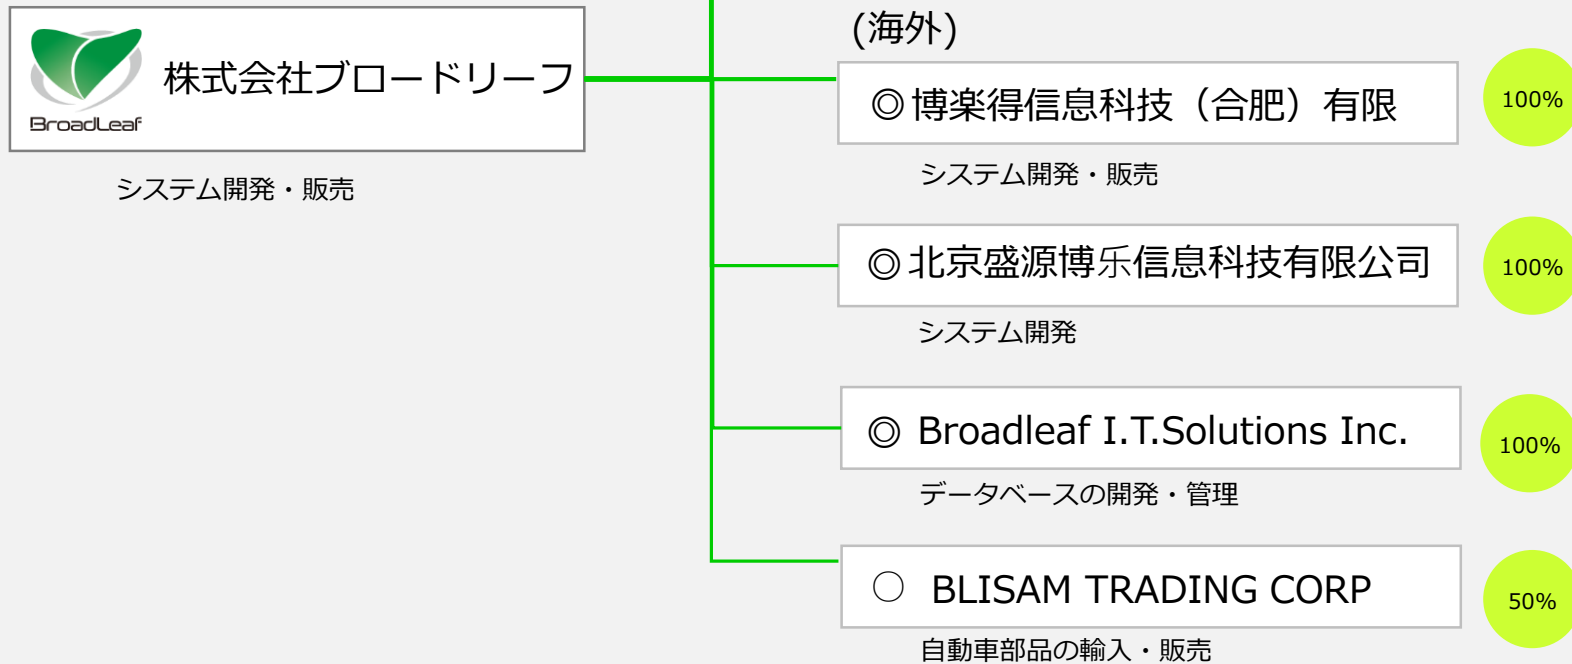 BroadLeaf
株式会社ブロードリーフ
システム開発・販売
(海外)
◎博楽得信息科技（合肥）有限
100%
システム開発・販売
◎北京盛源博乐信息科技有限公司
100%
システム開発
◎ Broadleaf I.T.Solutions Inc.
100%
データベースの開発・管理
○ BLISAM TRADING CORP
50%
自動車部品の輸入・販売